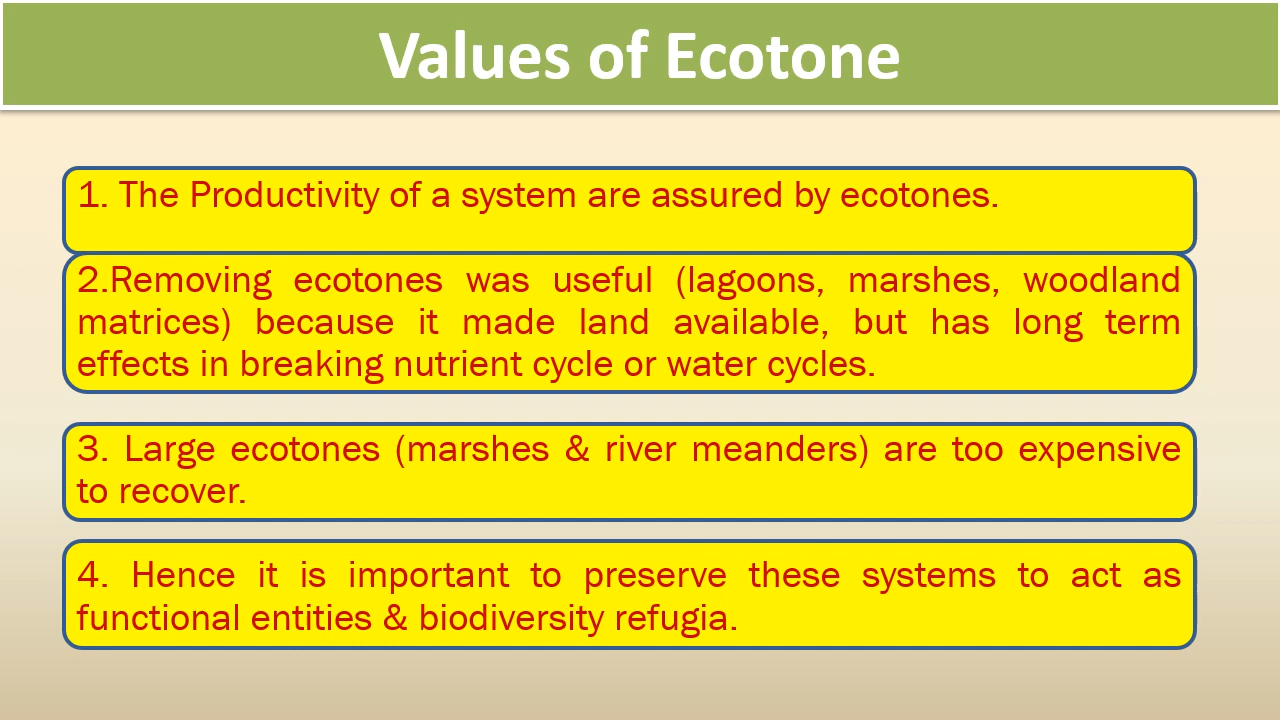 Values of Ecotone
1. The Productivity of a system are assured by ecotones.
2.Removing ecotones was useful (lagoons, marshes, woodland
matrices) because it made land available, but has long term
effects in breaking nutrient cycle or water cycles.
3. Large ecotones (marshes & river meanders) are too expensive
to recover.
4. Hence it is important to preserve these systems to act as
functional entities & biodiversity refugia.